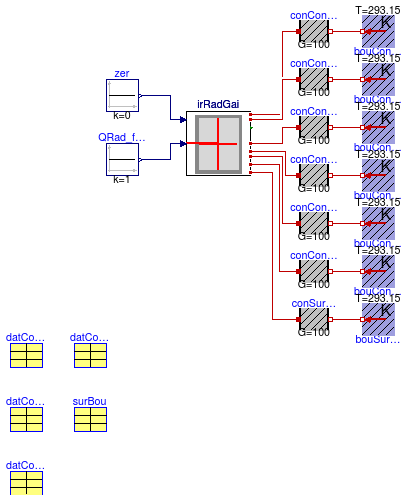 conCon...
T=293.15
K
G=100
bouCon...
conCon...
T=293.15
K
G=100
bouCon...
zer
k=0
irRadGai
conCon...
T=293.15
K
G=100
bouCon...
QRad_f...
k=1
conCon...
T=293.15
K
G=100
bouCon...
conCon...
T=293.15
K
G=100
bouCon...
conCon...
T=293.15
K
G=100
bouCon...
conSur...
T=293.15
K
G=100
bouSur...
datCo...
datCo...
datCo...
surBou
datCo...